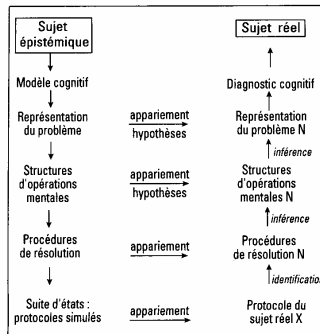 Sujet
épistémique
Sujet réel
Modèle cognitif
Diagnostic cognitif
Représentation
du problème
appariement
hypothèses
Représentation
du problème N
inférence
Structures
d'opérations
mentales
appariement
hypothèses
Structures
d'opérations
mentales N
inférence
Procédures
de résolution
appariement
Procédures
de résolution N
identification
Suite d'états :
protocoles simulés
appariement
Protocole du
sujet réel X